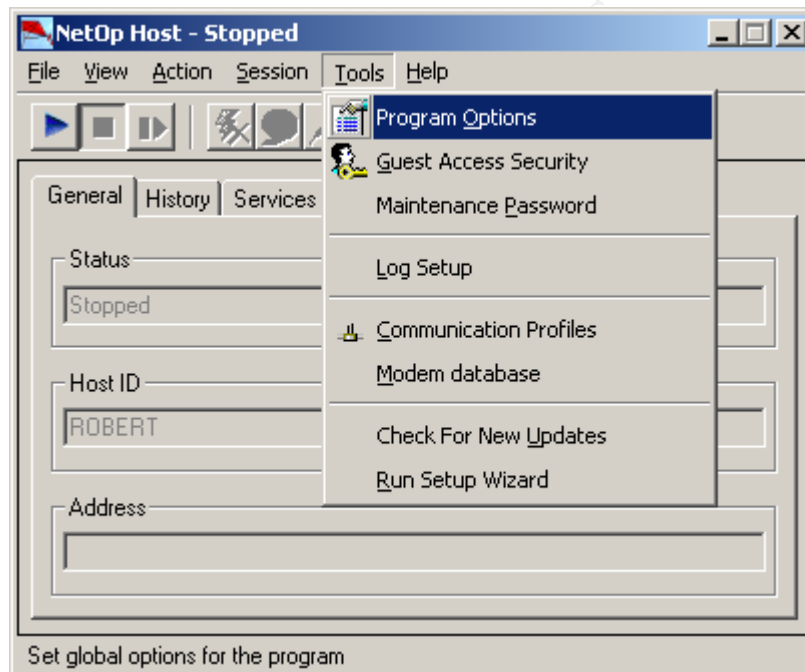 NetOp Host - Stopped
File View Action Session Tools Help
Program Options
Guest Access Security
Maintenance Password
Log Setup
Communication Profiles
Modem database
Check For New Updates
Run Setup Wizard
General History Services
Status
Stopped
Host ID
ROBERT
Address
Set global options for the program